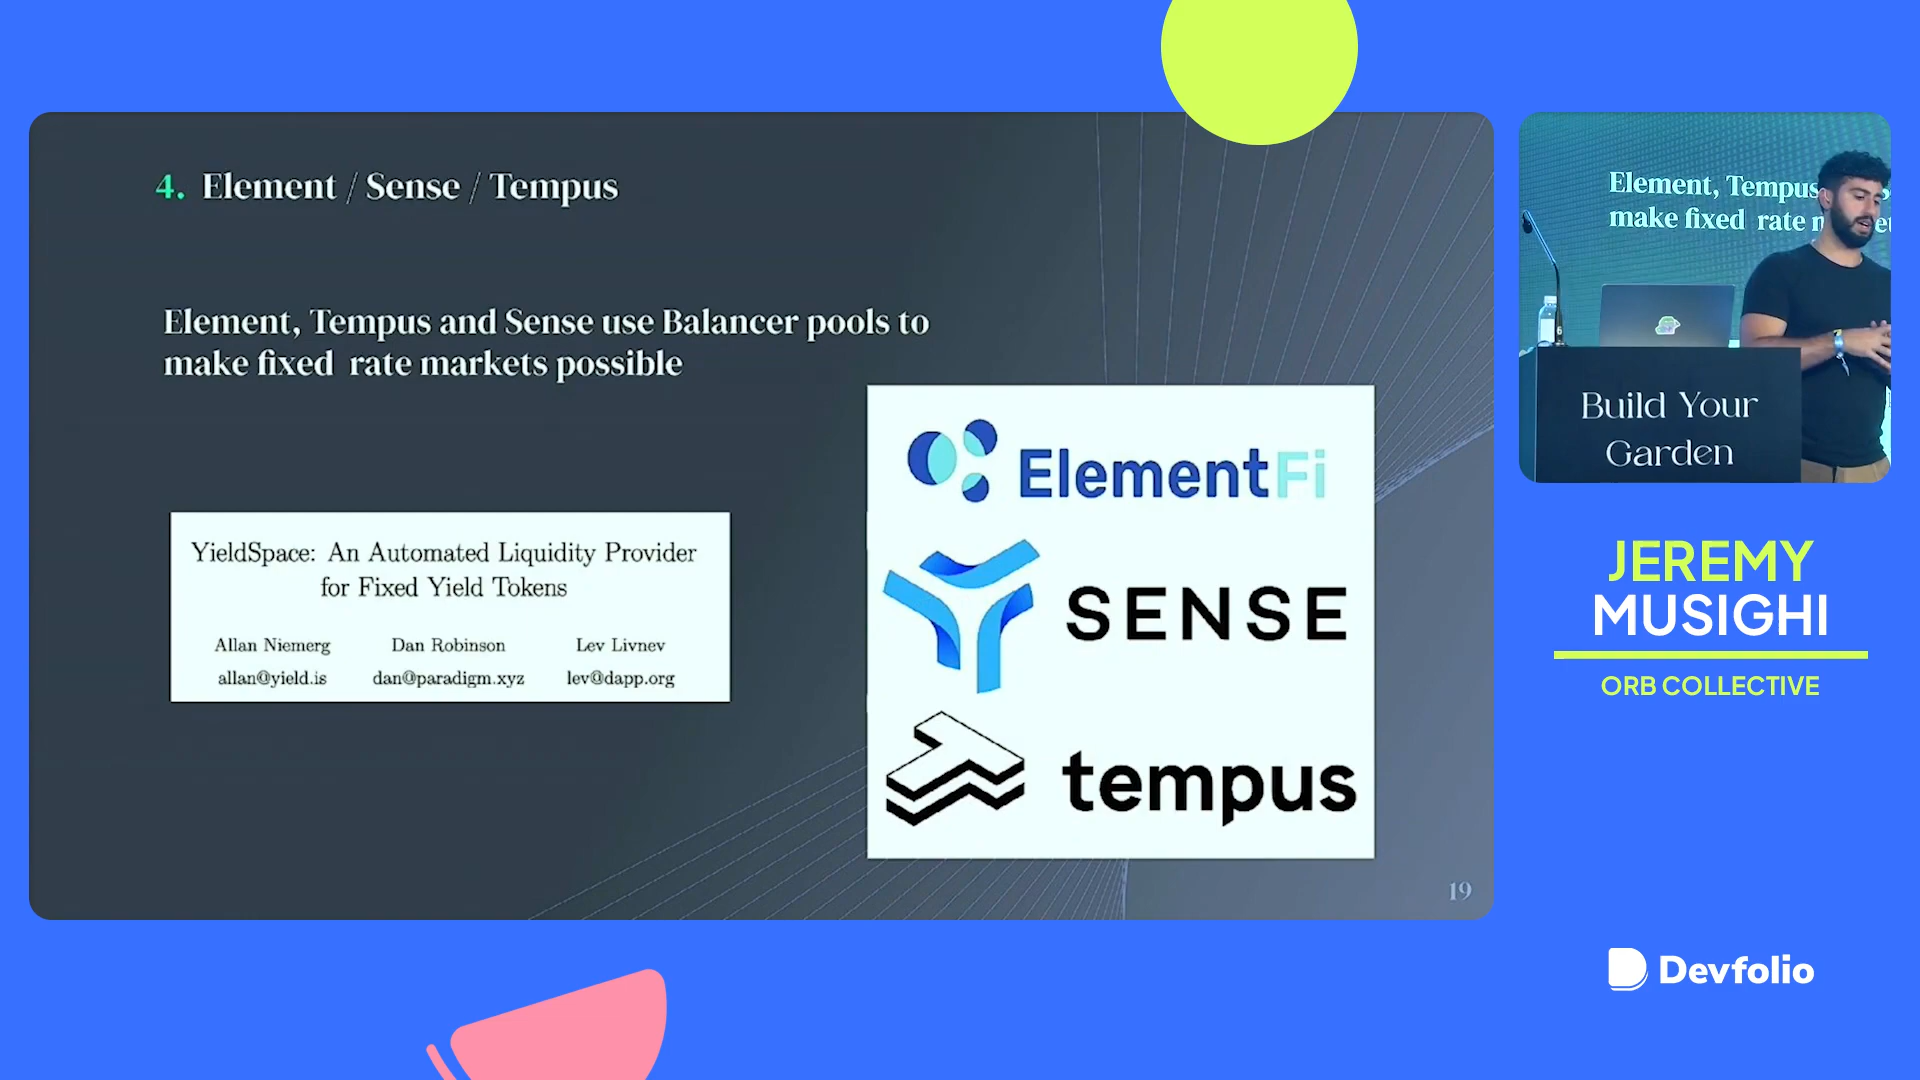 4. Element / Sense / Tempus
Element, Tempus and Sense use Balancer pools to
make fixed rate markets possible
YieldSpace: An Automated Liquidity Provider
for Fixed Yield Tokens
Allan Niemerg Dan Robinson Lev Livnev
allan@yield.is dan@paradigm.xyz lev@dapp.org
ElementFi
SENSE
tempus
19
Element, Tempus
make fixed rate
Build Your
Garden
JEREMY
MUSIGHI
ORB COLLECTIVE
Devfolio